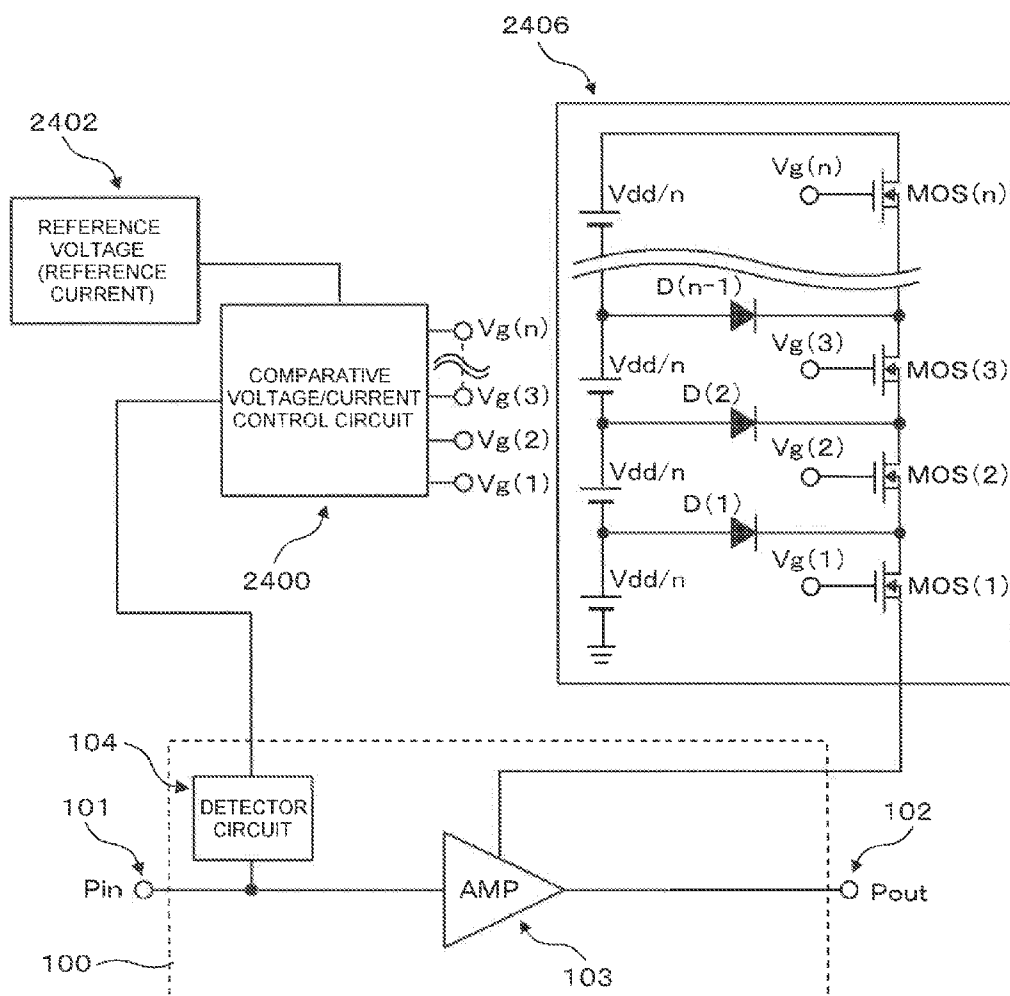 2406
2402
REFERENCE
VOLTAGE
(REFERENCE
CURRENT)
Vg(n)
MOS(n)
Vdd/n
D(n-1)
Vg(n)
COMPARATIVE
VOLTAGE/CURRENT
CONTROL CIRCUIT
Vg(3)
Vg(2)
Vg(1)
Vg(3)
MOS(3)
Vdd/n
D(2)
Vg(2)
MOS(2)
Vdd/n
D(1)
Vg(1)
MOS(1)
Vdd/n
2400
104
DETECTOR
CIRCUIT
101
102
Pin
AMP
Pout
100
103